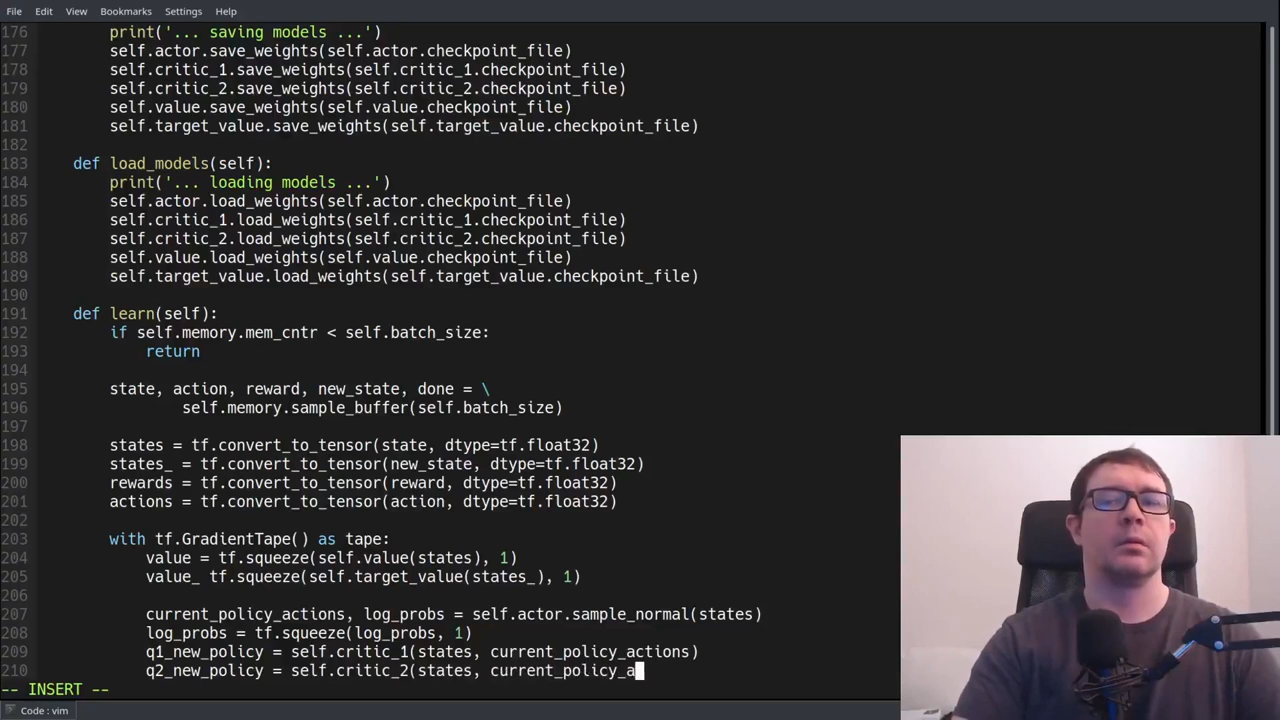 File Edit View Bookmarks Settings Help
176 print('... saving models ...')
177 self.actor.save_weights(self.actor.checkpoint_file)
178 self.critic_1.save_weights(self.critic_1.checkpoint_file)
179 self.critic_2.save_weights(self.critic_2.checkpoint_file)
180 self.value.save_weights(self.value.checkpoint_file)
181 self.target_value.save_weights(self.target_value.checkpoint_file)
182
183 def load_models(self):
184 print('... loading models ...')
185 self.actor.load_weights(self.actor.checkpoint_file)
186 self.critic_1.load_weights(self.critic_1.checkpoint_file)
187 self.critic_2.load_weights(self.critic_2.checkpoint_file)
188 self.value.load_weights(self.value.checkpoint_file)
189 self.target_value.load_weights(self.target_value.checkpoint_file)
190
191 def learn(self):
192 if self.memory.mem_cntr < self.batch_size:
193 return
194
195 state, action, reward, new_state, done = \
196 self.memory.sample_buffer(self.batch_size)
197
198 states = tf.convert_to_tensor(state, dtype=tf.float32)
199 states_ = tf.convert_to_tensor(new_state, dtype=tf.float32)
200 rewards = tf.convert_to_tensor(reward, dtype=tf.float32)
201 actions = tf.convert_to_tensor(action, dtype=tf.float32)
202
203 with tf.GradientTape() as tape:
204 value = tf.squeeze(self.value(states), 1)
205 value_ tf.squeeze(self.target_value(states_), 1)
206
207 current_policy_actions, log_probs = self.actor.sample_normal(states)
208 log_probs = tf.squeeze(log_probs, 1)
209 q1_new_policy = self.critic_1(states, current_policy_actions)
210 q2_new_policy = self.critic_2(states, current_policy_a
-- INSERT --
Code : vim